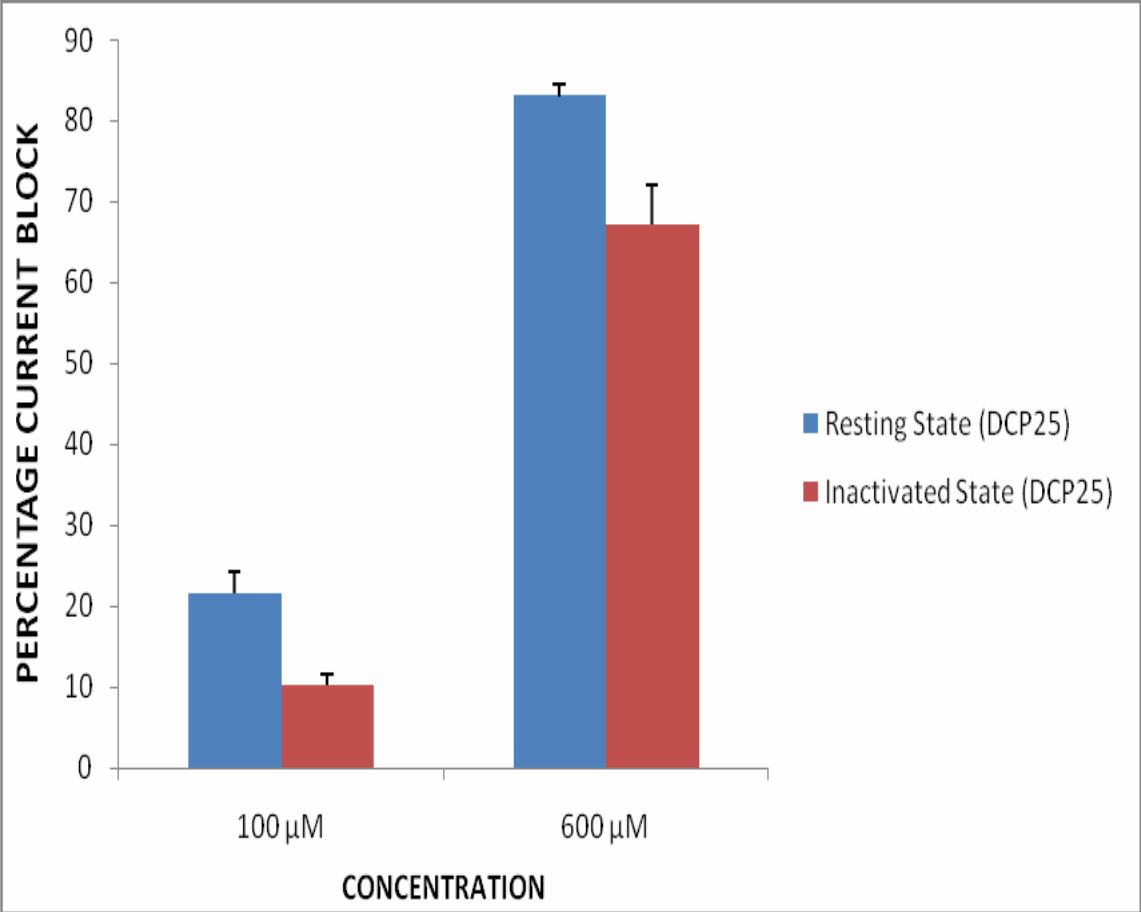 PERCENTAGE CURRENT BLOCK
90
80
70
60
50
40
30
20
10
0
100 µM
600 µM
CONCENTRATION
Resting State (DCP25)
Inactivated State (DCP25)